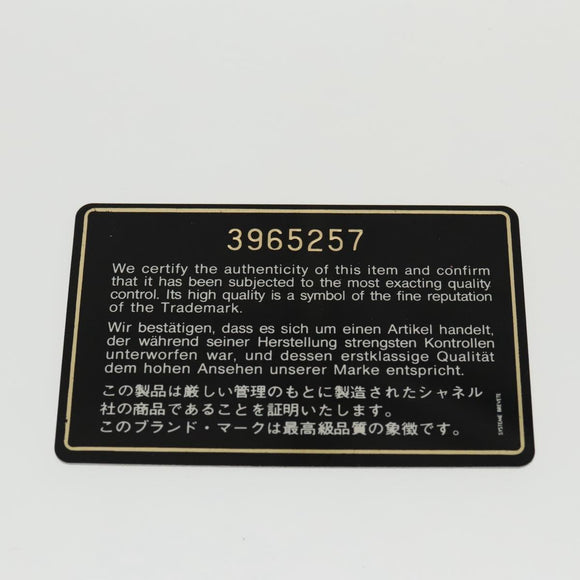 3965257
We certify the authenticity of this item and confirm
that it has been subjected to the most exacting quality
control. Its high quality is a symbol of the fine reputation
of the Trademark.
Wir bestätigen, dass es sich um einen Artikel handelt,
der während seiner Herstellung strengsten Kontrollen
unterworfen war, und dessen erstklassige Qualität
dem hohen Ansehen unserer Marke entspricht.
この製品は厳しい管理のもとに製造されたシャネル
社の商品であることを証明いたします。
このブランド・マークは最高級品質の象徴です。
SYSTEME BREVETE